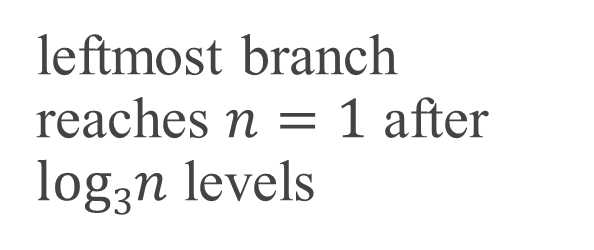 leftmost branch
reaches n = 1 after
log₃n levels